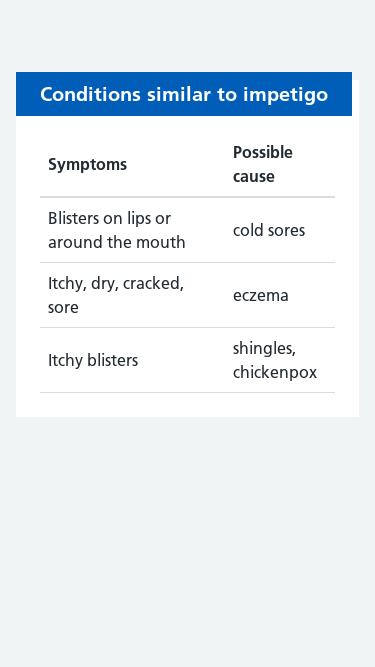 Conditions similar to impetigo
Symptoms
Possible
cause
Blisters on lips or
around the mouth
cold sores
Itchy, dry, cracked,
sore
eczema
Itchy blisters
shingles,
chickenpox